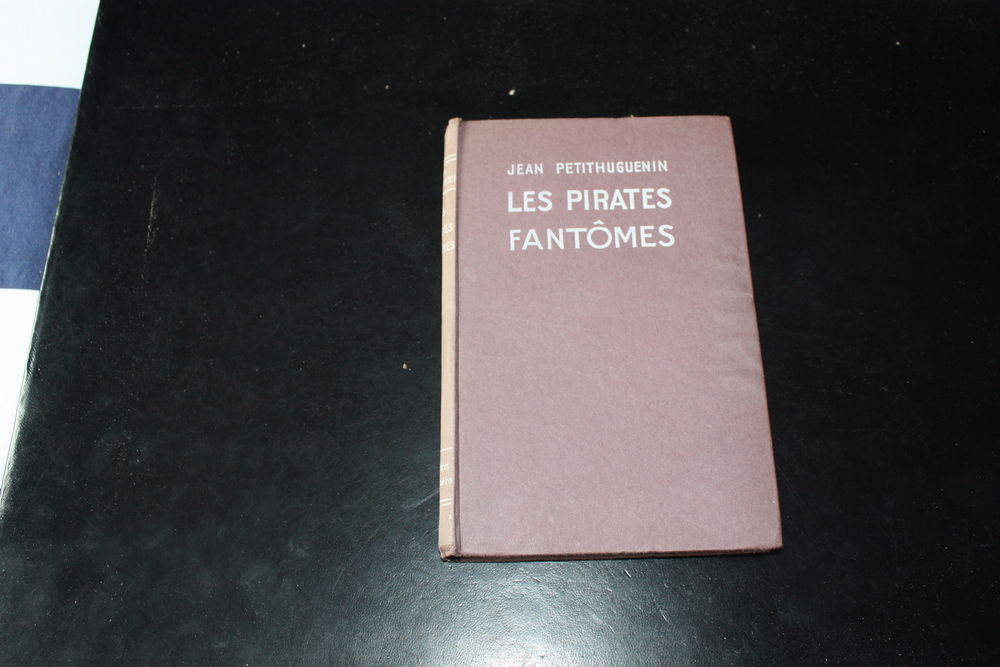 JEAN PETITHUGUENIN
LES PIRATES
FANTÔMES